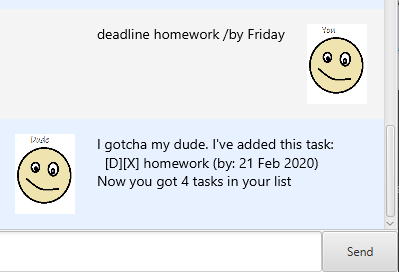 You
deadline homework /by Friday
Dude
I gotcha my dude. I've added this task:
[D][X] homework (by: 21 Feb 2020)
Now you got 4 tasks in your list
Send